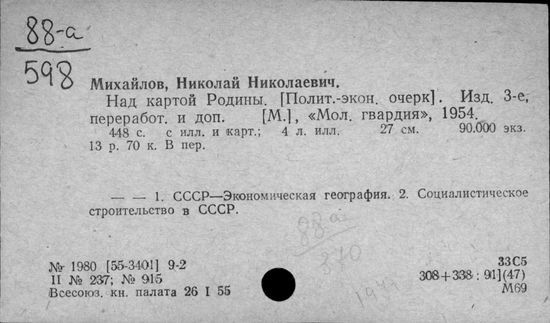 88-а
598
Михайлов, Николай Николаевич.
Над картой Родины. [Полит.-экон. очерк]. Изд. 3-е,
переработ. и доп. [М.], «Мол. гвардия», 1954.
448 с. с илл. и карт.; 4 л. илл. 27 см. 90.000 экз.
13 р. 70 к. В пер.
— — 1. СССР—Экономическая география. 2. Социалистическое
строительство в СССР.
88-а
370
№ 1980 [55-3401] 9-2
II № 237; № 915
Всесоюз. кн. палата 26 I 55
33С5
308+338 : 91](47)
М69